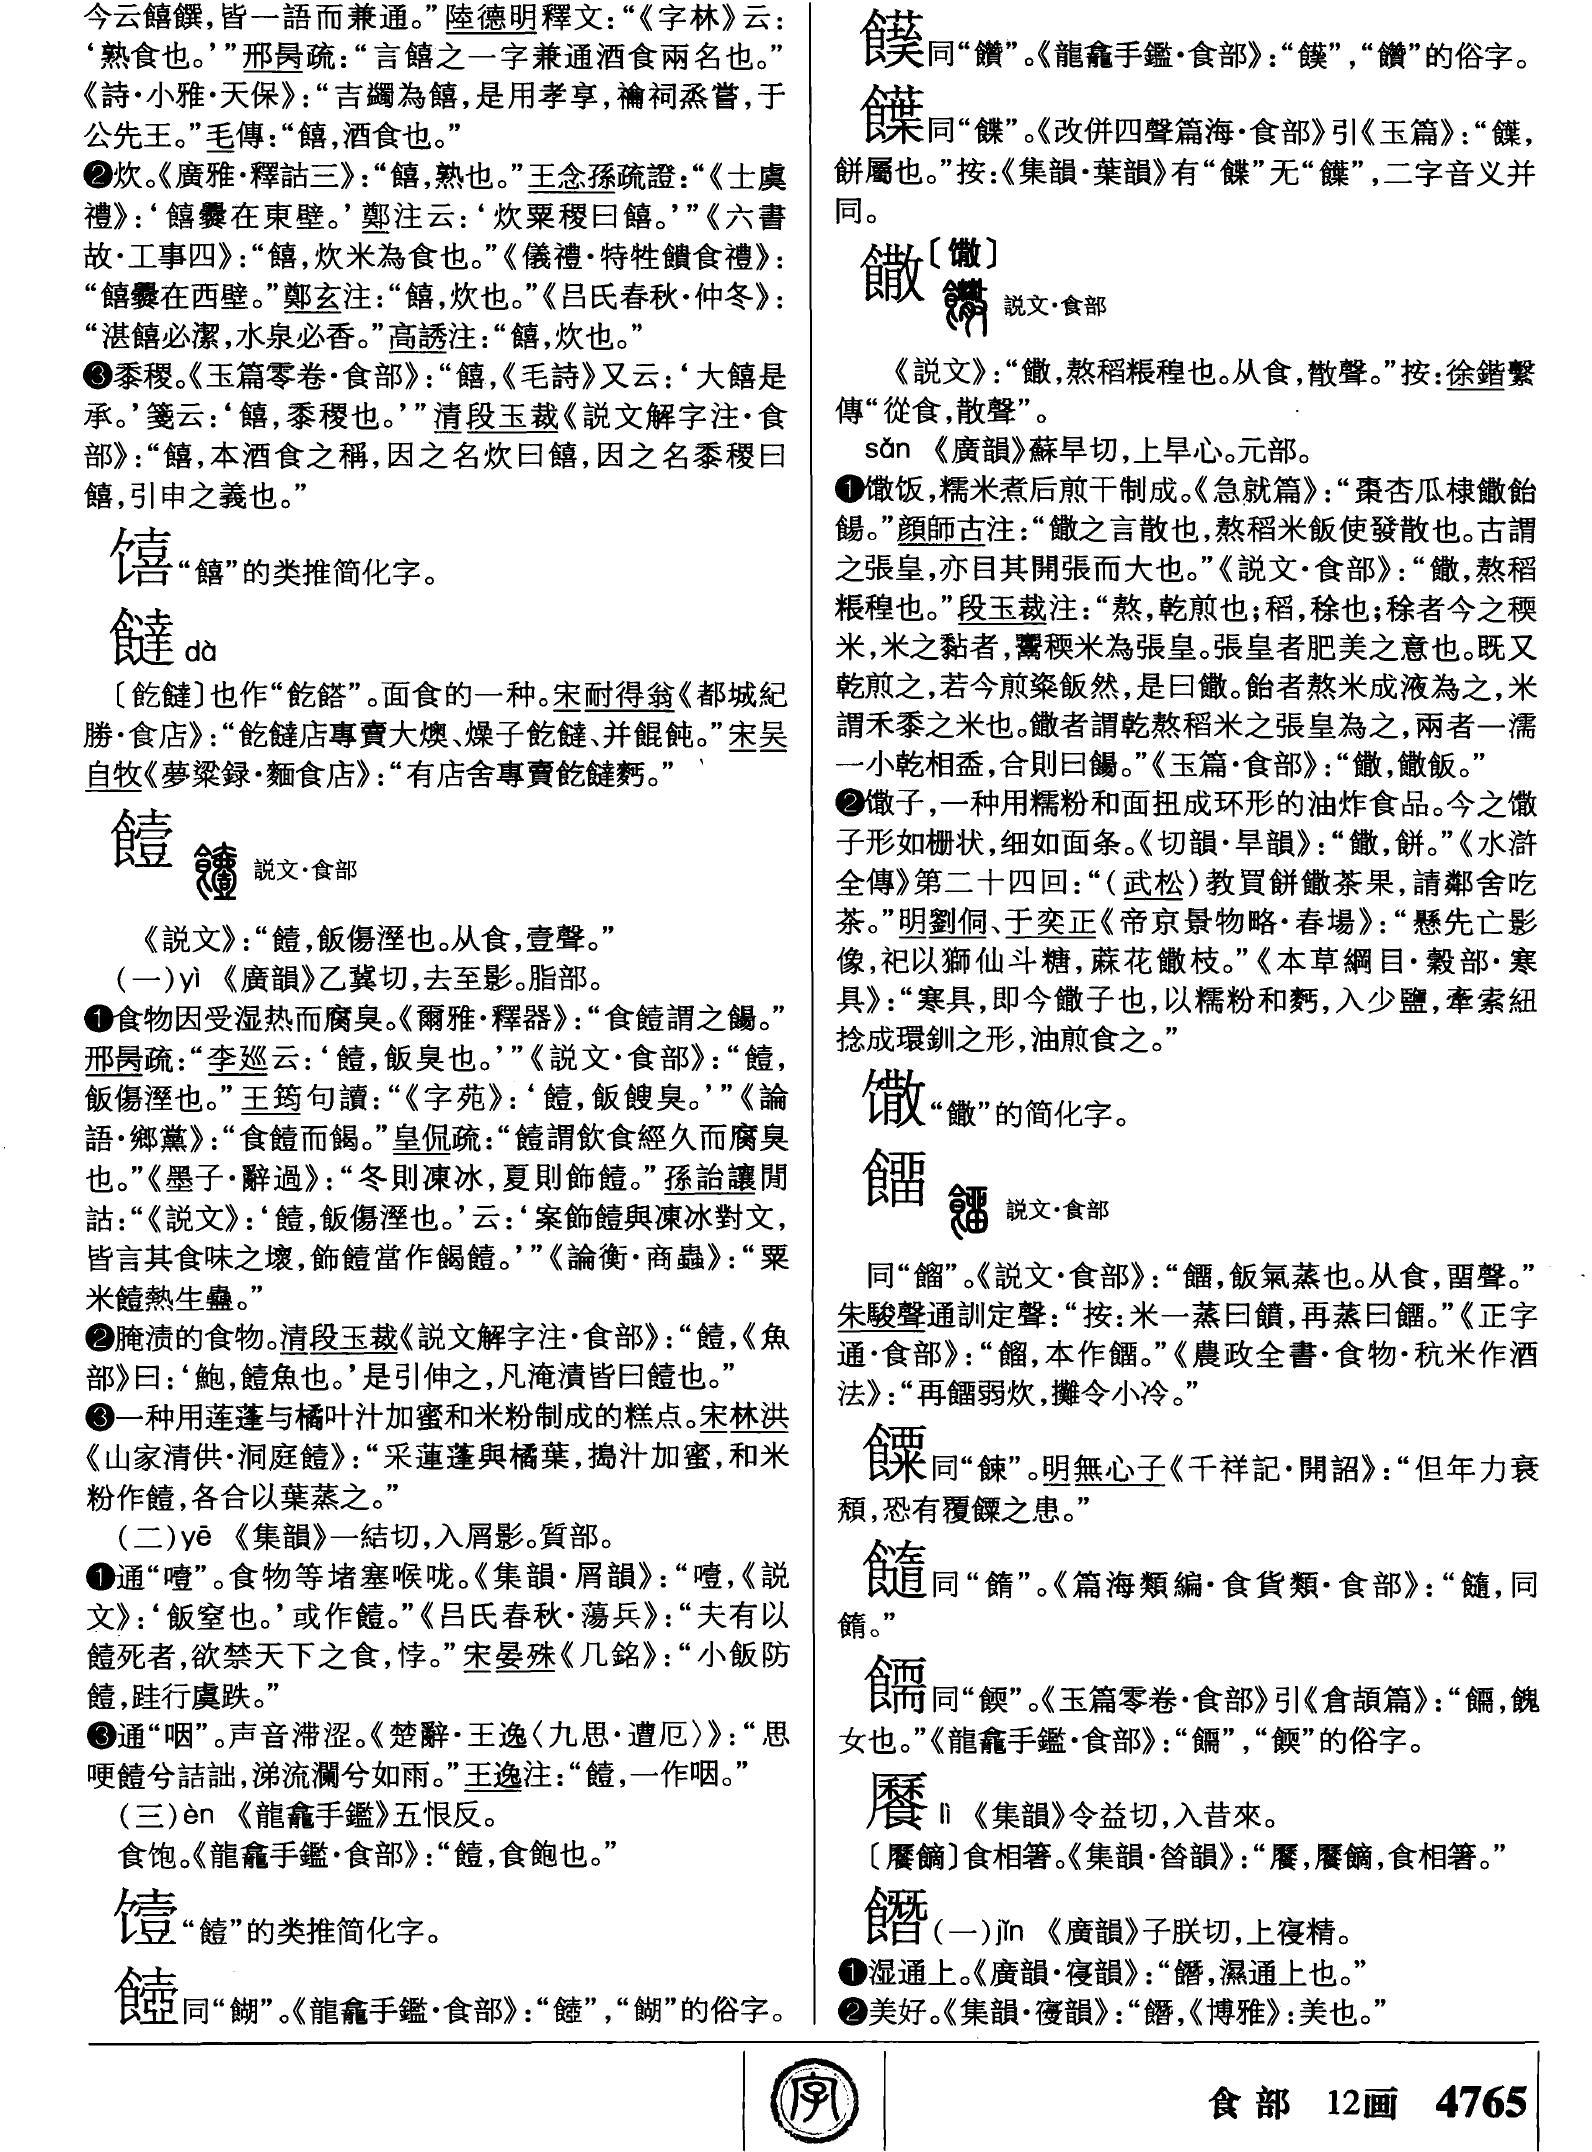 今云饎饌，皆一語而兼通。”陸德明釋文：“《字林》云：
‘熟食也。’”邢昺疏：“言饎之一字兼通酒食兩名也。”
《詩·小雅·天保》：“吉蠲為饎，是用孝享，禴祠烝嘗，于
公先王。”毛傳：“饎，酒食也。”
❷炊。《廣雅·釋詁三》：“饎，熟也。”王念孫疏證：“《士虞
禮》：‘饎爨在東壁。’鄭注云：‘炊粟稷曰饎。’”《六書
故·工事四》：“饎，炊米為食也。”《儀禮·特牲饋食禮》：
“饎爨在西壁。”鄭玄注：“饎，炊也。”《吕氏春秋·仲冬》：
“湛饎必潔，水泉必香。”高誘注：“饎，炊也。”
❸黍稷。《玉篇零卷·食部》：“饎，《毛詩》又云：‘大饎是
承。’箋云：‘饎，黍稷也。’”清段玉裁《説文解字注·食
部》：“饎，本酒食之稱，因之名炊曰饎，因之名黍稷曰
饎，引申之義也。”
𫗴“饎”的类推简化字。
䭞dà
〔飥䭞〕也作“飥𩝣”。面食的一种。宋耐得翁《都城紀
勝·食店》：“飥䭞店專賣大燠、燥子飥䭞、并餛飩。”宋吴
自牧《夢粱録·麵食店》：“有店舍專賣飥䭞麪。”
饐 説文·食部
《説文》：“饐，飯傷溼也。从食，壹聲。”
（一）yì 《廣韻》乙冀切，去至影。脂部。
❶食物因受湿热而腐臭。《爾雅·釋器》：“食饐謂之餲。”
邢昺疏：“李廵云：‘饐，飯臭也。’”《説文·食部》：“饐，
飯傷溼也。”王筠句讀：“《字苑》：‘饐，飯餿臭。’”《論
語·鄉黨》：“食饐而餲。”皇侃疏：“饐謂飲食經久而腐臭
也。”《墨子·辭過》：“冬則凍冰，夏則飾饐。”孫詒讓閒
詁：“《説文》：‘饐，飯傷溼也。’云：‘案飾饐與凍冰對文，
皆言其食味之壞，飾饐當作餲饐。’”《論衡·商蟲》：“粟
米饐熱生蠱。”
❷腌渍的食物。清段玉裁《説文解字注·食部》：“饐，《魚
部》曰：‘鮑，饐魚也。’是引伸之，凡淹漬皆曰饐也。”
❸一种用莲蓬与橘叶汁加蜜和米粉制成的糕点。宋林洪
《山家清供·洞庭饐》：“采蓮蓬與橘葉，搗汁加蜜，和米
粉作饐，各合以葉蒸之。”
（二）yē 《集韻》一結切，入屑影。質部。
❶通“噎”。食物等堵塞喉咙。《集韻·屑韻》：“噎，《説
文》：‘飯窒也。’或作饐。”《吕氏春秋·蕩兵》：“夫有以
饐死者，欲禁天下之食，悖。”宋晏殊《几銘》：“小飯防
饐，跬行虞跌。”
❸通“咽”。声音滞涩。《楚辭·王逸〈九思·遭厄〉》：“思
哽饐兮詰詘，涕流瀾兮如雨。”王逸注：“饐，一作咽。”
（三）èn 《龍龕手鑑》五恨反。
食饱。《龍龕手鑑·食部》：“饐，食飽也。”
𫗰“饐”的类推简化字。
同“餬”。《龍龕手鑑·食部》：“”，“餬”的俗字。
同“饡”。《龍龕手鑑·食部》：“”，“饡”的俗字。
同“䭎”。《改併四聲篇海·食部》引《玉篇》：“，
餅屬也。”按：《集韻·葉韻》有“䭎”无“”，二字音义并
同。
饊〔馓〕 説文·食部
《説文》：“饊，熬稻粻䅣也。从食，㪔聲。”按：徐鍇繫
傳“從食，散聲”。
sǎn 《廣韻》蘇旱切，上旱心。元部。
❶馓饭，糯米煮后煎干制成。《急就篇》：“棗杏瓜棣饊飴
餳。”顔師古注：“饊之言散也，熬稻米飯使發散也。古謂
之張皇，亦目其開張而大也。”《説文·食部》：“饊，熬稻
粻䅣也。”段玉裁注：“熬，乾煎也；稻，稌也；稌者今之稬
米，米之黏者，鬻稬米為張皇。張皇者肥美之意也。既又
乾煎之，若今煎粢飯然，是曰饊。飴者熬米成液為之，米
謂禾黍之米也。饊者謂乾熬稻米之張皇為之，兩者一濡
一小乾相盉，合則曰餳。”《玉篇·食部》：“饊，饊飯。”
❷馓子，一种用糯粉和面扭成环形的油炸食品。今之馓
子形如栅状，细如面条。《切韻·旱韻》：“饊，餅。”《水滸
全傳》第二十四回：“（武松）教買餅饊茶果，請鄰舍吃
茶。”明劉侗、于奕正《帝京景物略·春場》：“懸先亡影
像，祀以獅仙斗糖，蔴花饊枝。”《本草綱目·穀部·寒
具》：“寒具，即今饊子也，以糯粉和麪，入少鹽，牽索紐
捻成環釧之形，油煎食之。”
馓“饊”的简化字。
䭨 説文·食部
同“餾”。《説文·食部》：“䭨，飯氣蒸也。从食，畱聲。”
朱駿聲通訓定聲：“按：米一蒸曰饙，再蒸曰䭨。”《正字
通·食部》：“餾，本作䭨。”《農政全書·食物·秔米作酒
法》：“再䭨弱炊，攤令小冷。”
同“餗”。明無心子《千祥記·開詔》：“但年力衰
頹，恐有覆之患。”
同“䭉”。《篇海類編·食貨類·食部》：“，同
䭉。”
同“餪”。《玉篇零卷·食部》引《倉頡篇》：“，餽
女也。”《龍龕手鑑·食部》：“”，“餪”的俗字。
lì 《集韻》令益切，入昔來。
食相箸。《集韻·㫺韻》：“食相箸。”
（一）jǐn 《廣韻》子朕切，上寑精。
❶湿通上。《廣韻·寑韻》：“，濕通上也。”
❷美好。《集韻·𡪢韻》：“，《博雅》：美也。”
食部 12画 4765